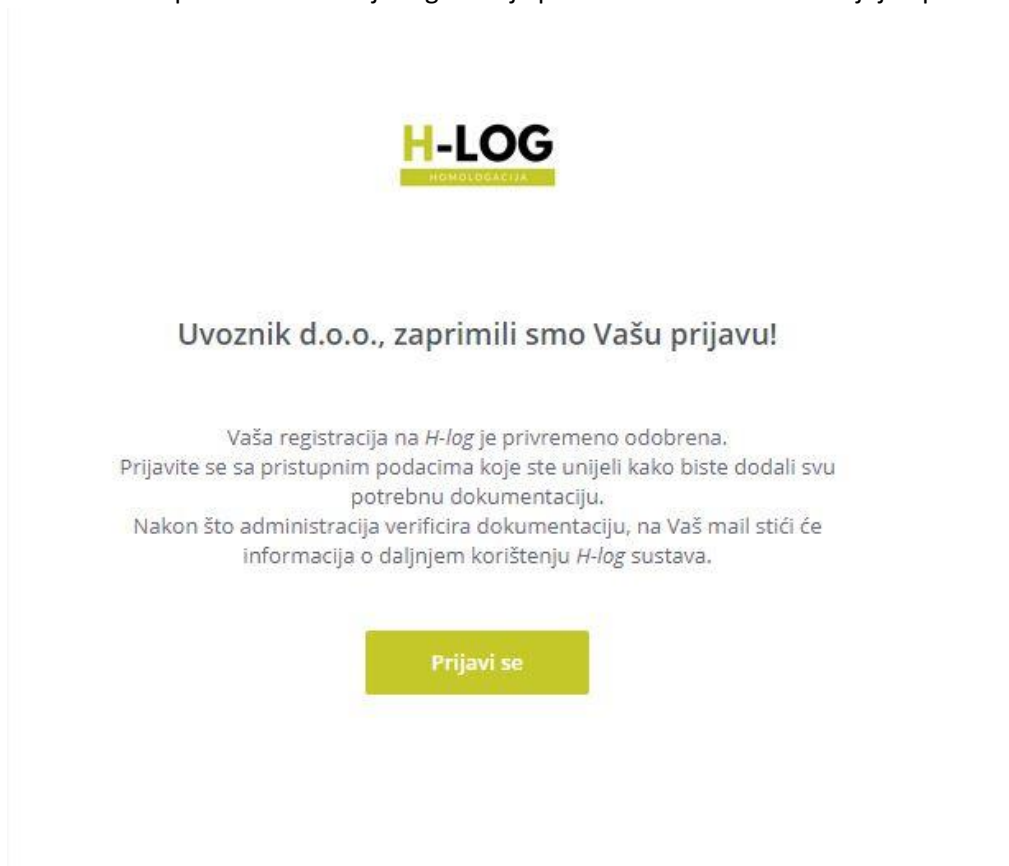 H-LOG
HOMOLOGACIJA
Uvoznik d.o.o., zaprimili smo Vašu prijavu!
Vaša registracija na H-log je privremeno odobrena.
Prijavite se sa pristupnim podacima koje ste unijeli kako biste dodali svu
potrebnu dokumentaciju.
Nakon što administracija verificira dokumentaciju, na Vaš mail stići će
informacija o daljnjem korištenju H-log sustava.
Prijavi se